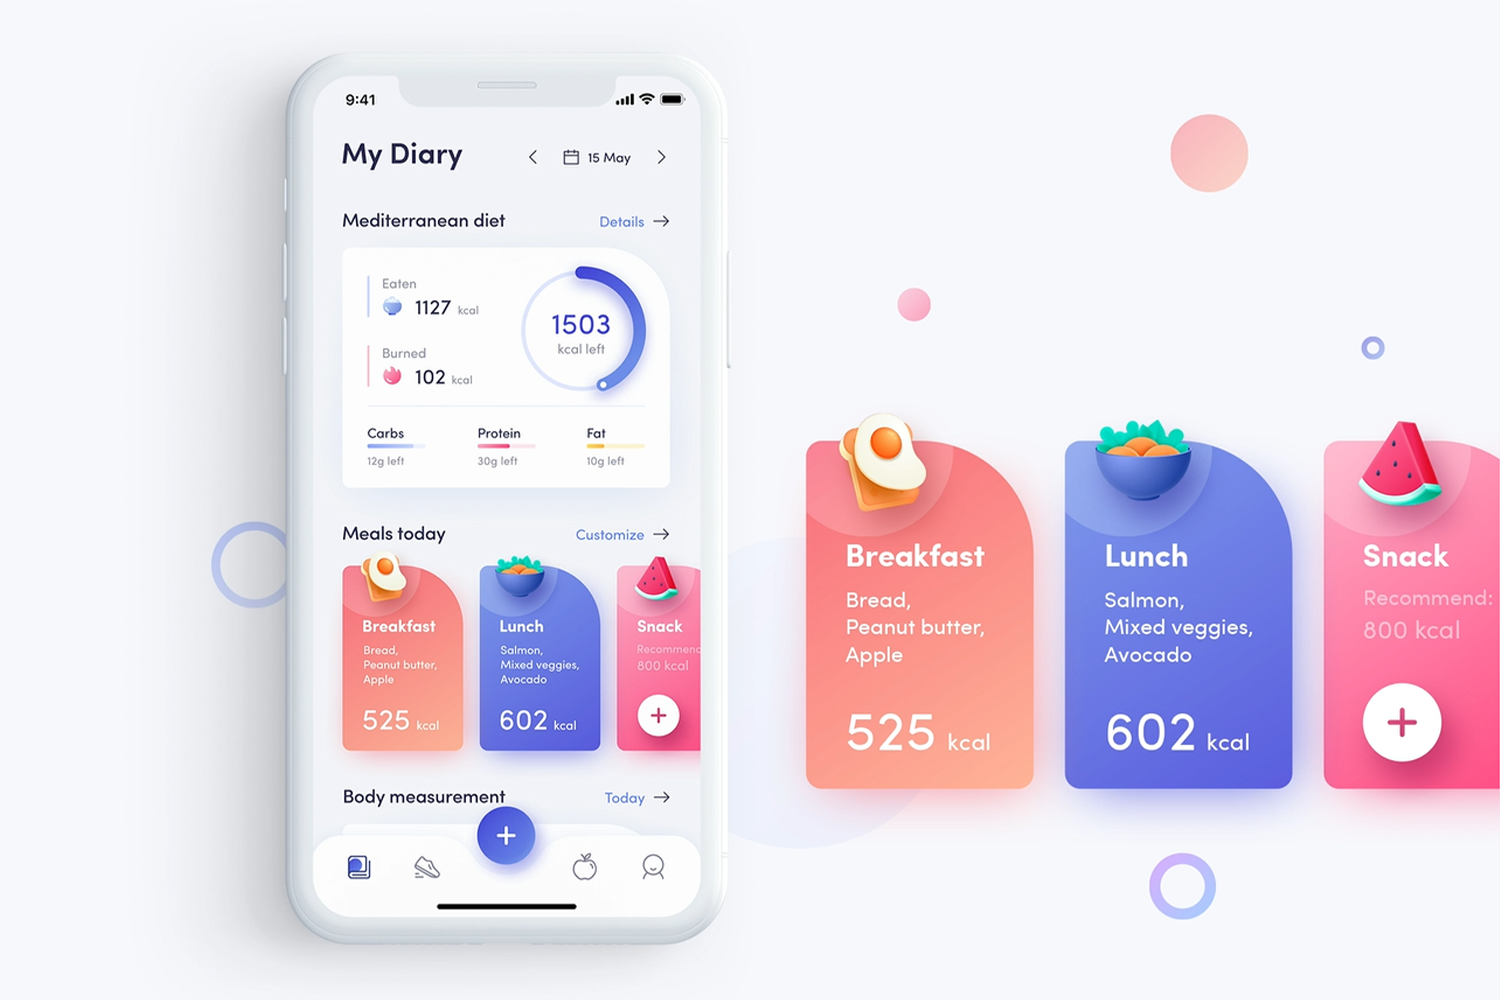 9:41
My Diary
15 May
Mediterranean diet
Details
Eaten
1127 kcal
Burned
102 kcal
1503
kcal left
Carbs
Protein
Fat
12g left
30g left
10g left
Meals today
Customize
Breakfast
Bread,
Peanut butter,
Apple
525 kcal
Lunch
Salmon,
Mixed veggies,
Avocado
602 kcal
Snack
Recommend
800 kcal
Body measurement
Today
Breakfast
Bread,
Peanut butter,
Apple
525 kcal
Lunch
Salmon,
Mixed veggies,
Avocado
602 kcal
Snack
Recommend:
800 kcal